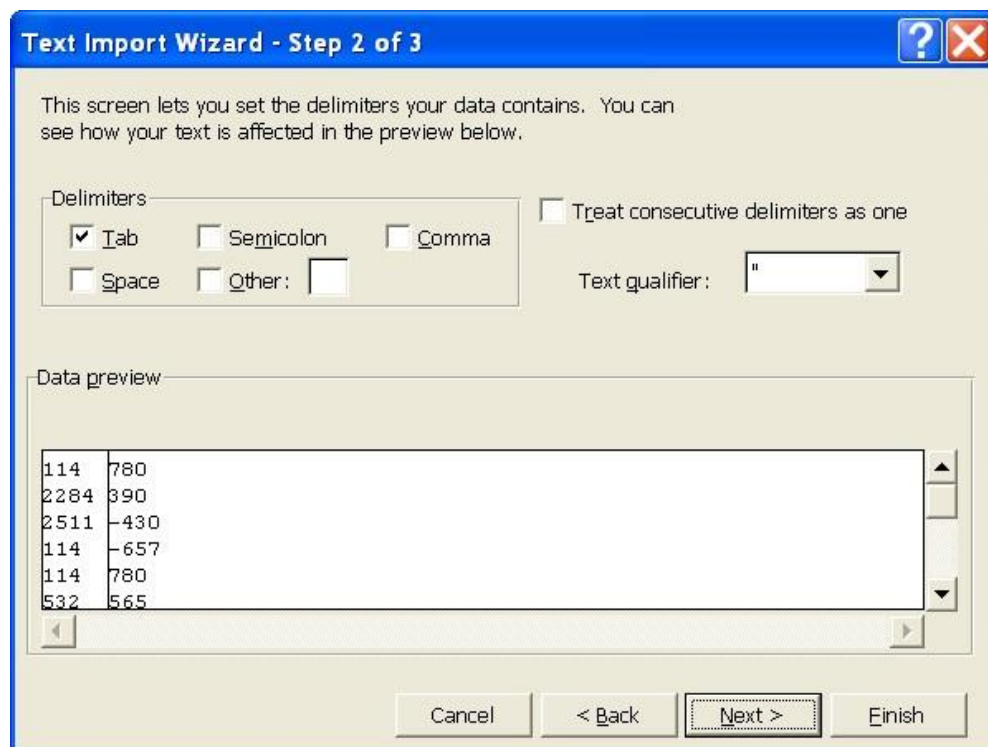 Text Import Wizard - Step 2 of 3
This screen lets you set the delimiters your data contains. You can
see how your text is affected in the preview below.
Delimiters
Tab Semicolon Comma
Space Other:
Treat consecutive delimiters as one
Text qualifier: "
Data preview
114 780
2284 390
2511 -430
114 -657
114 780
532 565
Cancel < Back Next > Finish